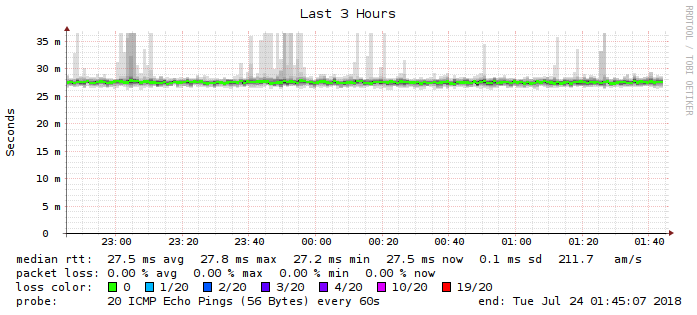 Last 3 Hours
RRDTOOL / TOBI OETIKER
Seconds
35 m
30 m
25 m
20 m
15 m
10 m
5 m
0
23:00 23:20 23:40 00:00 00:20 00:40 01:00 01:20 01:40
median rtt: 27.5 ms avg 27.8 ms max 27.2 ms min 27.5 ms now 0.1 ms sd 211.7 am/s
packet loss: 0.00 % avg 0.00 % max 0.00 % min 0.00 % now
loss color: 0 1/20 2/20 3/20 4/20 10/20 19/20
probe: 20 ICMP Echo Pings (56 Bytes) every 60s end: Tue Jul 24 01:45:07 2018